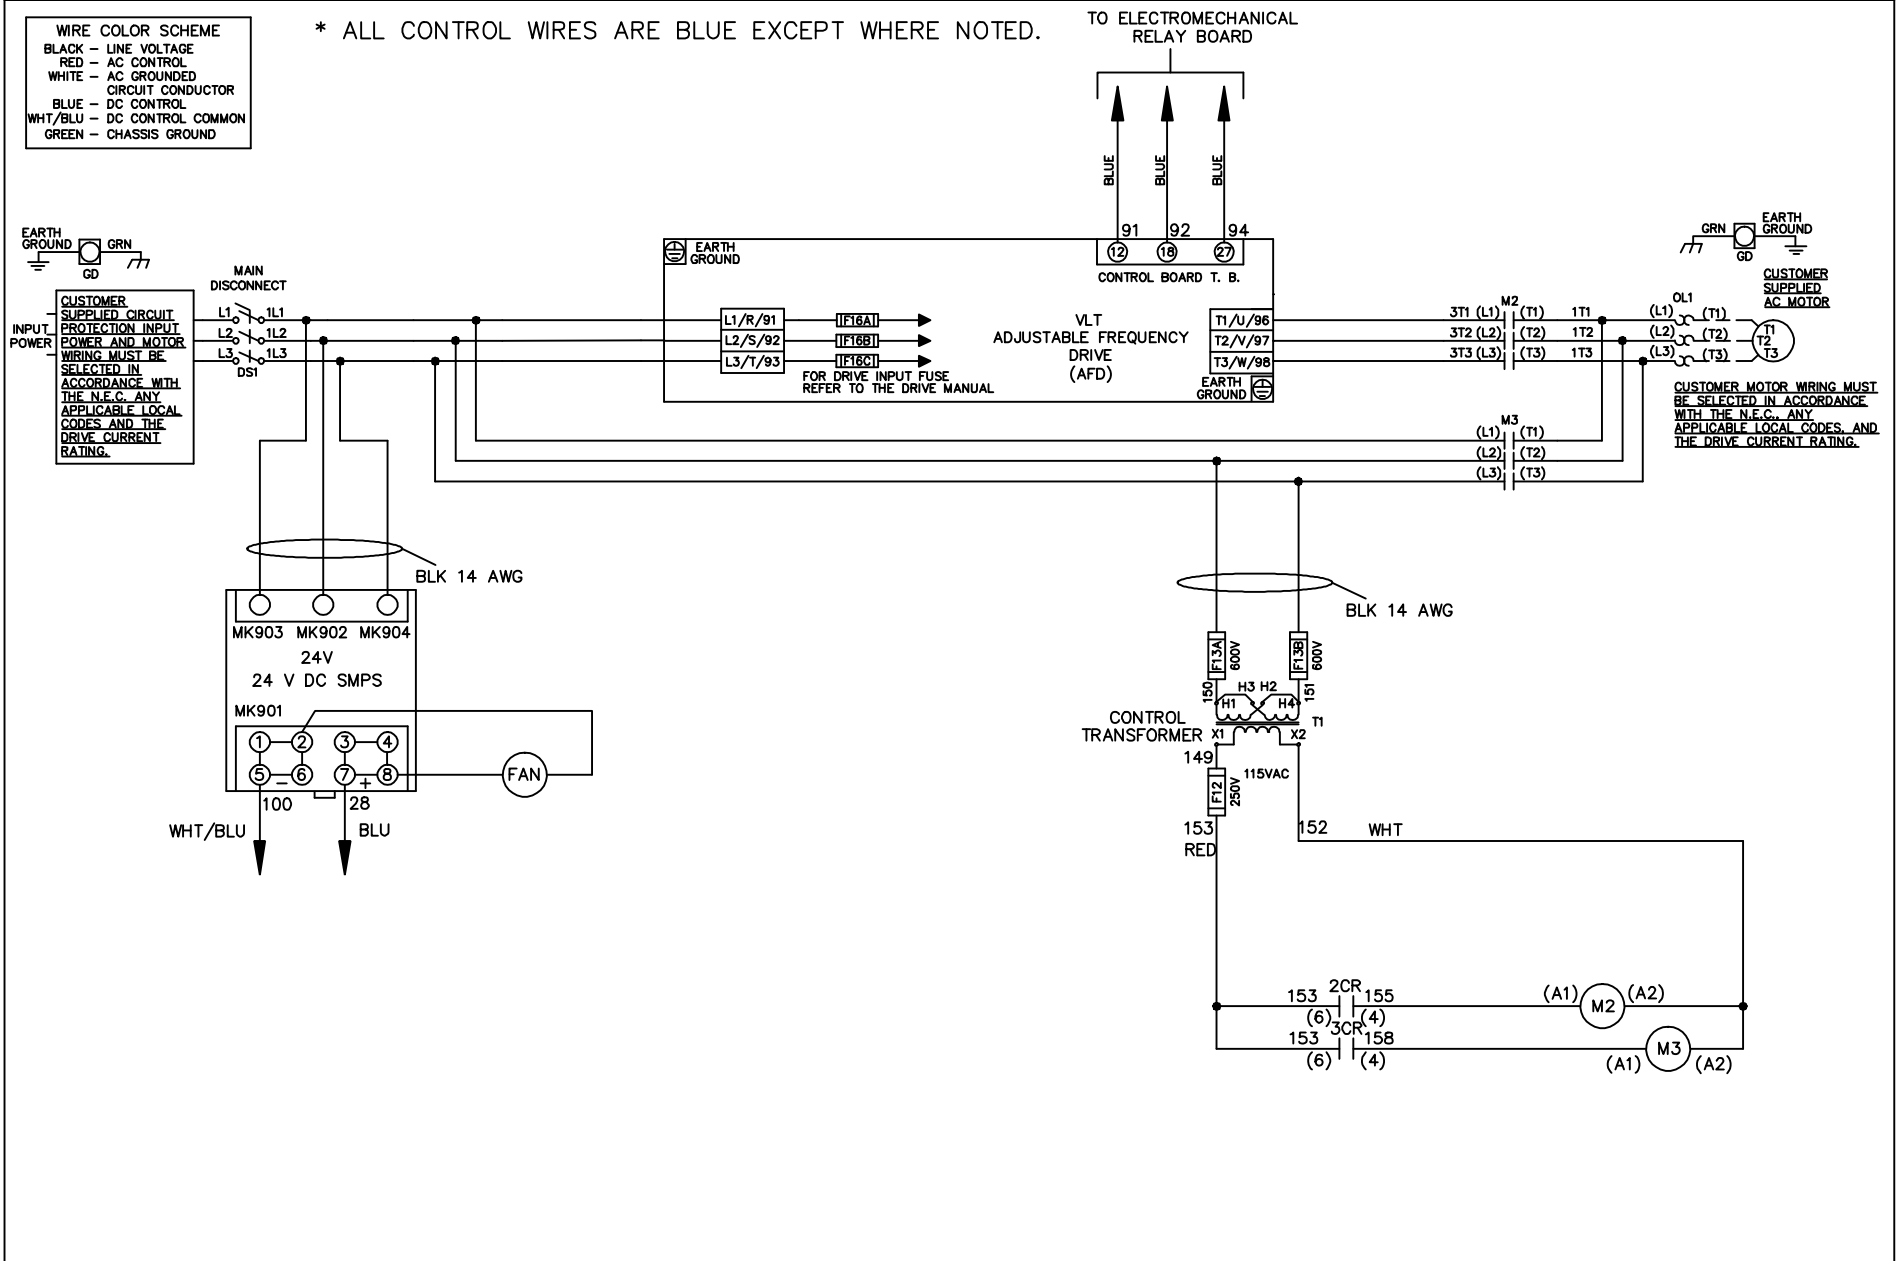 WIRE COLOR SCHEME
BLACK – LINE VOLTAGE
RED – AC CONTROL
WHITE – AC GROUNDED
CIRCUIT CONDUCTOR
BLUE – DC CONTROL
WHT/BLU – DC CONTROL COMMON
GREEN – CHASSIS GROUND
* ALL CONTROL WIRES ARE BLUE EXCEPT WHERE NOTED.
TO ELECTROMECHANICAL
RELAY BOARD
BLUE
BLUE
BLUE
91 92 94
12 18 27
CONTROL BOARD T. B.
EARTH
GROUND
GRN
GD
MAIN
DISCONNECT
L1 1L1
L2 1L2
L3 1L3
DS1
INPUT
POWER
CUSTOMER
SUPPLIED CIRCUIT
PROTECTION INPUT
POWER AND MOTOR
WIRING MUST BE
SELECTED IN
ACCORDANCE WITH
THE N.E.C. ANY
APPLICABLE LOCAL
CODES AND THE
DRIVE CURRENT
RATING.
EARTH
GROUND
L1/R/91 IF16A
L2/S/92 IF16B
L3/T/93 IF16C
FOR DRIVE INPUT FUSE
REFER TO THE DRIVE MANUAL
VLT
ADJUSTABLE FREQUENCY
DRIVE
(AFD)
T1/U/96
T2/V/97
T3/W/98
EARTH
GROUND
M2
3T1 (L1) (T1) 1T1
3T2 (L2) (T2) 1T2
3T3 (L3) (T3) 1T3
OL1
(L1) (T1)
(L2) (T2)
(L3) (T3)
T1
T2
T3
GRN
GD
EARTH
GROUND
CUSTOMER
SUPPLIED
AC MOTOR
CUSTOMER MOTOR WIRING MUST
BE SELECTED IN ACCORDANCE
WITH THE N.E.C., ANY
APPLICABLE LOCAL CODES, AND
THE DRIVE CURRENT RATING.
M3
(L1) (T1)
(L2) (T2)
(L3) (T3)
BLK 14 AWG
MK903 MK902 MK904
24V
24 V DC SMPS
MK901
1 2 3 4
5 – 6 7 + 8
FAN
100 28
WHT/BLU BLU
BLK 14 AWG
F13A 600V
F13B 600V
150 151
H3 H2
H1 H4
T1
CONTROL
TRANSFORMER
X1 X2
149
115VAC
F12 250V
153
RED
152 WHT
2CR
153 155
(6) (4)
(A1) M2 (A2)
3CR
153 158
(6) (4)
(A1) M3 (A2)